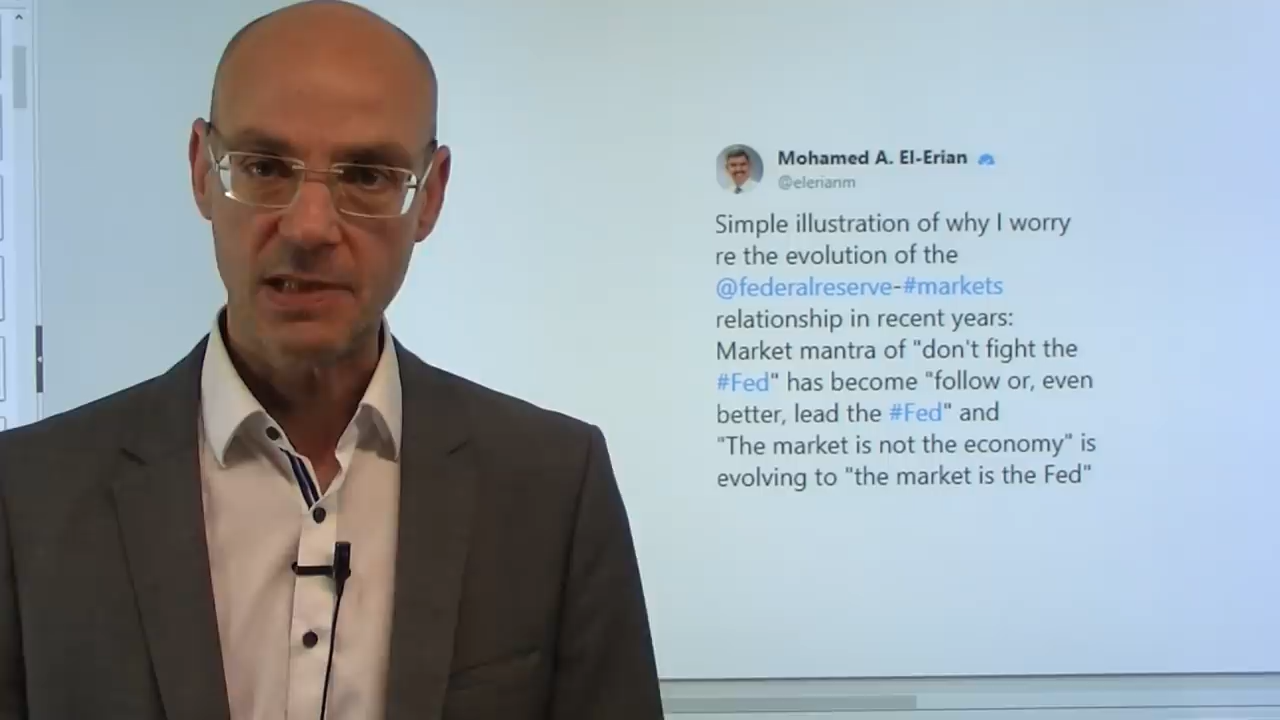 Mohamed A. El-Erian
@elerianm
Simple illustration of why I worry
re the evolution of the
@federalreserve-#markets
relationship in recent years:
Market mantra of "don't fight the
#Fed" has become "follow or, even
better, lead the #Fed" and
"The market is not the economy" is
evolving to "the market is the Fed"